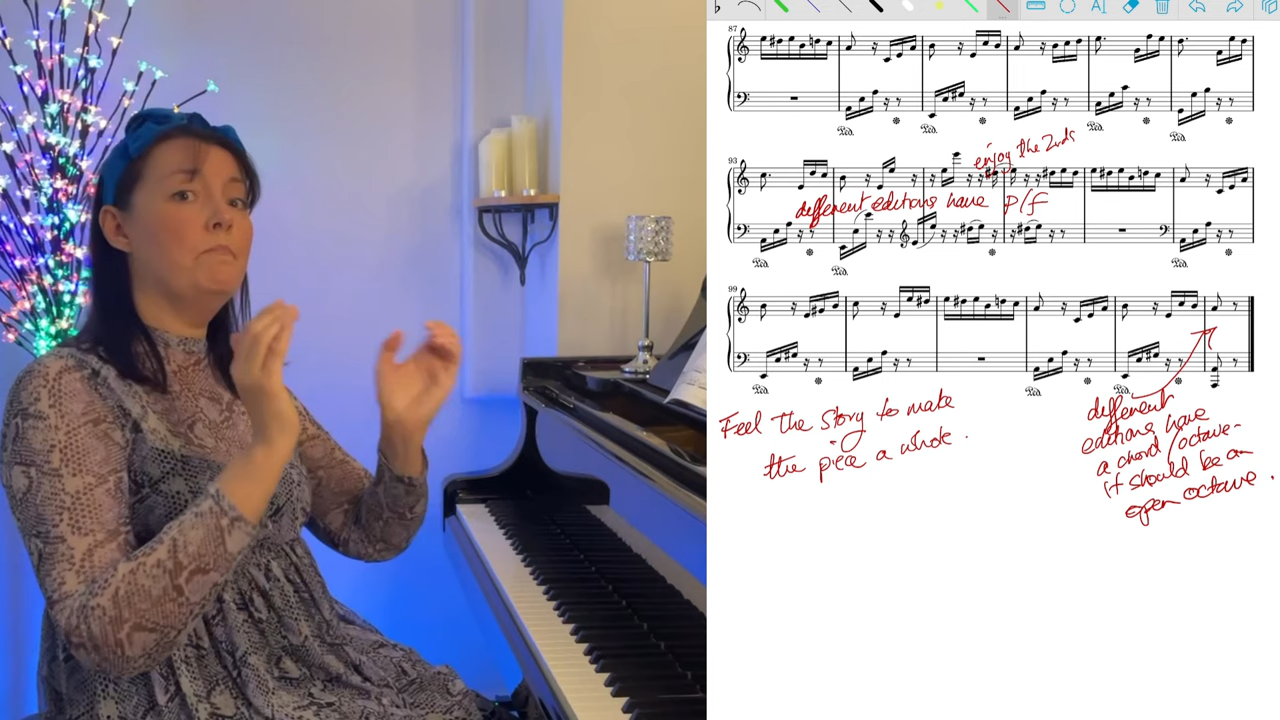 AI
87
enjoy the 2nds
93
different editions have p/f
99
Feel the story to make
the piece a whole.
different
editions have
a chord/octave-
it should be an
open octave.